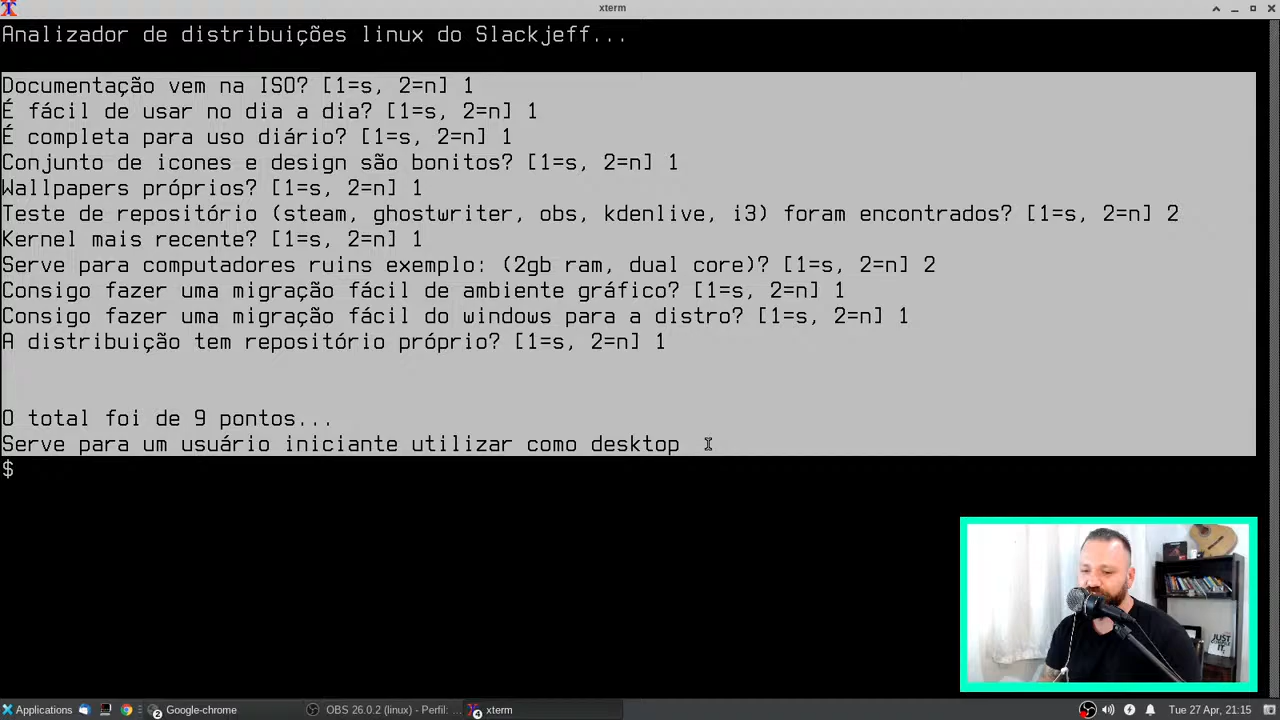 xterm
Analizador de distribuições linux do Slackjeff...
Documentação vem na ISO? [1=s, 2=n] 1
É fácil de usar no dia a dia? [1=s, 2=n] 1
É completa para uso diário? [1=s, 2=n] 1
Conjunto de icones e design são bonitos? [1=s, 2=n] 1
Wallpapers próprios? [1=s, 2=n] 1
Teste de repositório (steam, ghostwriter, obs, kdenlive, i3) foram encontrados? [1=s, 2=n] 2
Kernel mais recente? [1=s, 2=n] 1
Serve para computadores ruins exemplo: (2gb ram, dual core)? [1=s, 2=n] 2
Consigo fazer uma migração fácil de ambiente gráfico? [1=s, 2=n] 1
Consigo fazer uma migração fácil do windows para a distro? [1=s, 2=n] 1
A distribuição tem repositório próprio? [1=s, 2=n] 1
O total foi de 9 pontos...
Serve para um usuário iniciante utilizar como desktop
$
JUST
IT.
Applications 2 Google-chrome OBS 26.0.2 (linux) - Perfil: ... 4 xterm Tue 27 Apr, 21:15